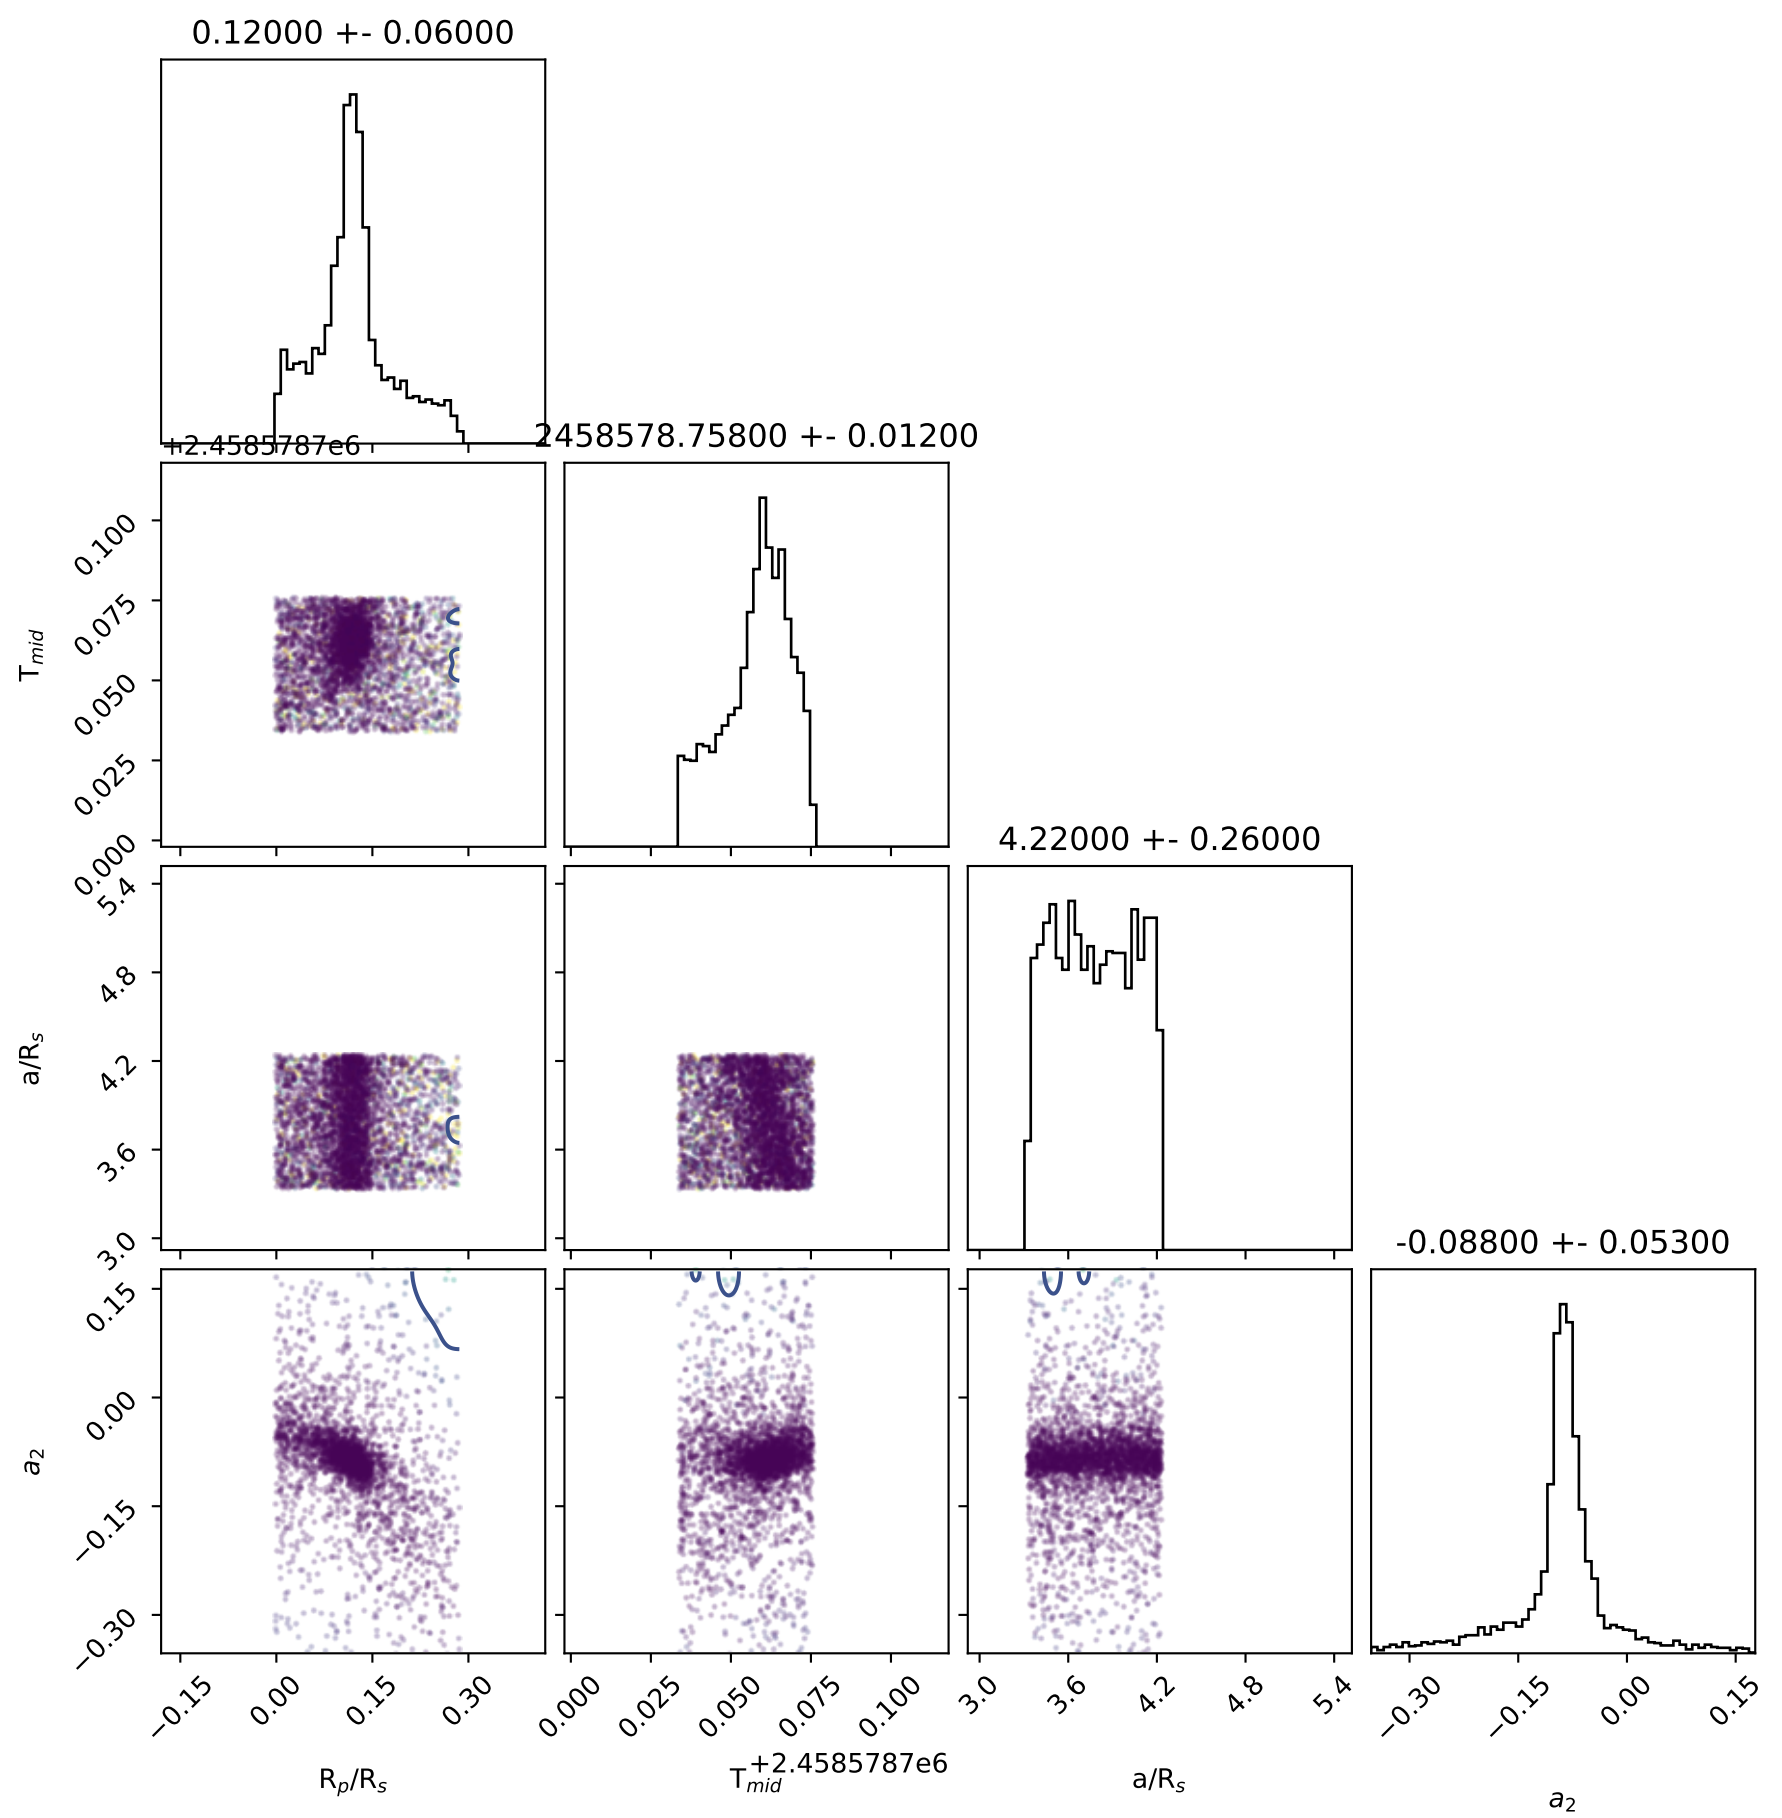 0.12000 +- 0.06000
+2.4585787e6
2458578.75800 +- 0.01200
0.100
0.075
0.050
0.025
0.000
T_mid
4.22000 +- 0.26000
5.4
4.8
4.2
3.6
3.0
a/R_s
-0.08800 +- 0.05300
0.15
0.00
−0.15
−0.30
a_2
−0.15 0.00 0.15 0.30
0.000 0.025 0.050 0.075 0.100
3.0 3.6 4.2 4.8 5.4
−0.30 −0.15 0.00 0.15
+2.4585787e6
R_p/R_s
T_mid
a/R_s
a_2